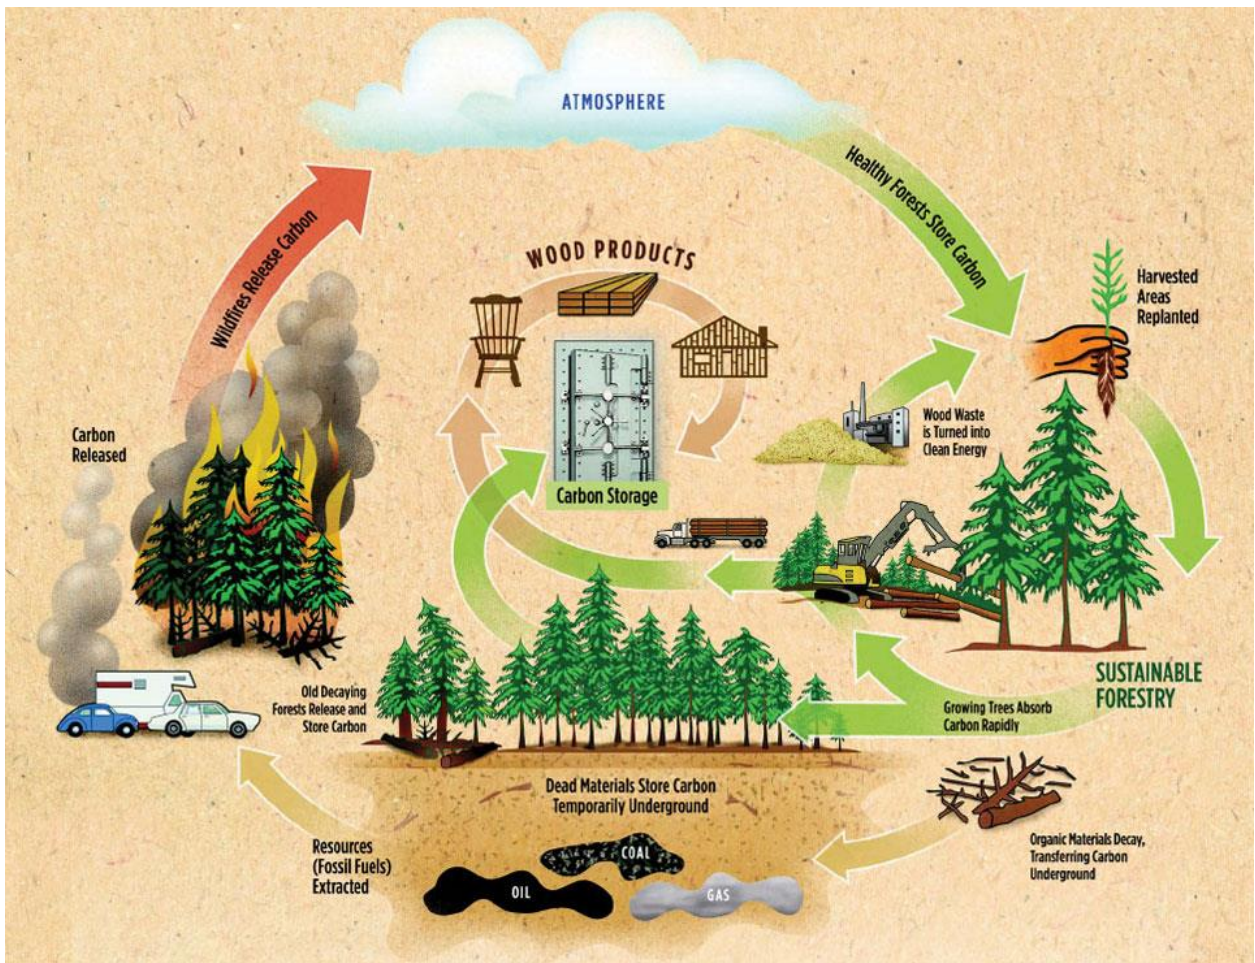 ATMOSPHERE
Healthy Forests Store Carbon
Wildfires Release Carbon
WOOD PRODUCTS
Harvested
Areas
Replanted
Carbon
Released
Wood Waste
is Turned into
Clean Energy
Carbon Storage
SUSTAINABLE
FORESTRY
Old Decaying
Forests Release and
Store Carbon
Growing Trees Absorb
Carbon Rapidly
Dead Materials Store Carbon
Temporarily Underground
Resources
(Fossil Fuels)
Extracted
COAL
OIL
GAS
Organic Materials Decay,
Transferring Carbon
Underground